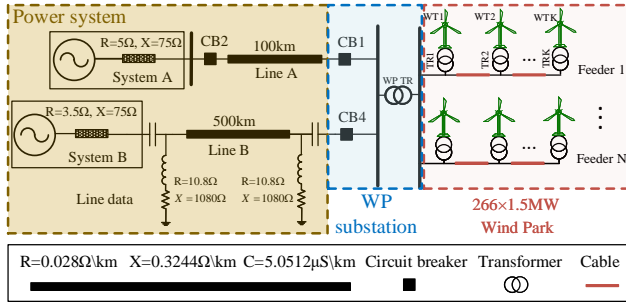 Power system
R=5Ω, X=75Ω
System A
CB2
100km
Line A
CB1
R=3.5Ω, X=75Ω
System B
500km
Line B
CB4
Line data
R=10.8Ω
X=1080Ω
R=10.8Ω
X=1080Ω
WP TR
WP
substation
WT1
WT2
WTK
TR1
TR2
TRK
...
Feeder 1
...
Feeder N
266×1.5MW
Wind Park
R=0.028Ω\km X=0.3244Ω\km C=5.0512µS\km Circuit breaker Transformer Cable